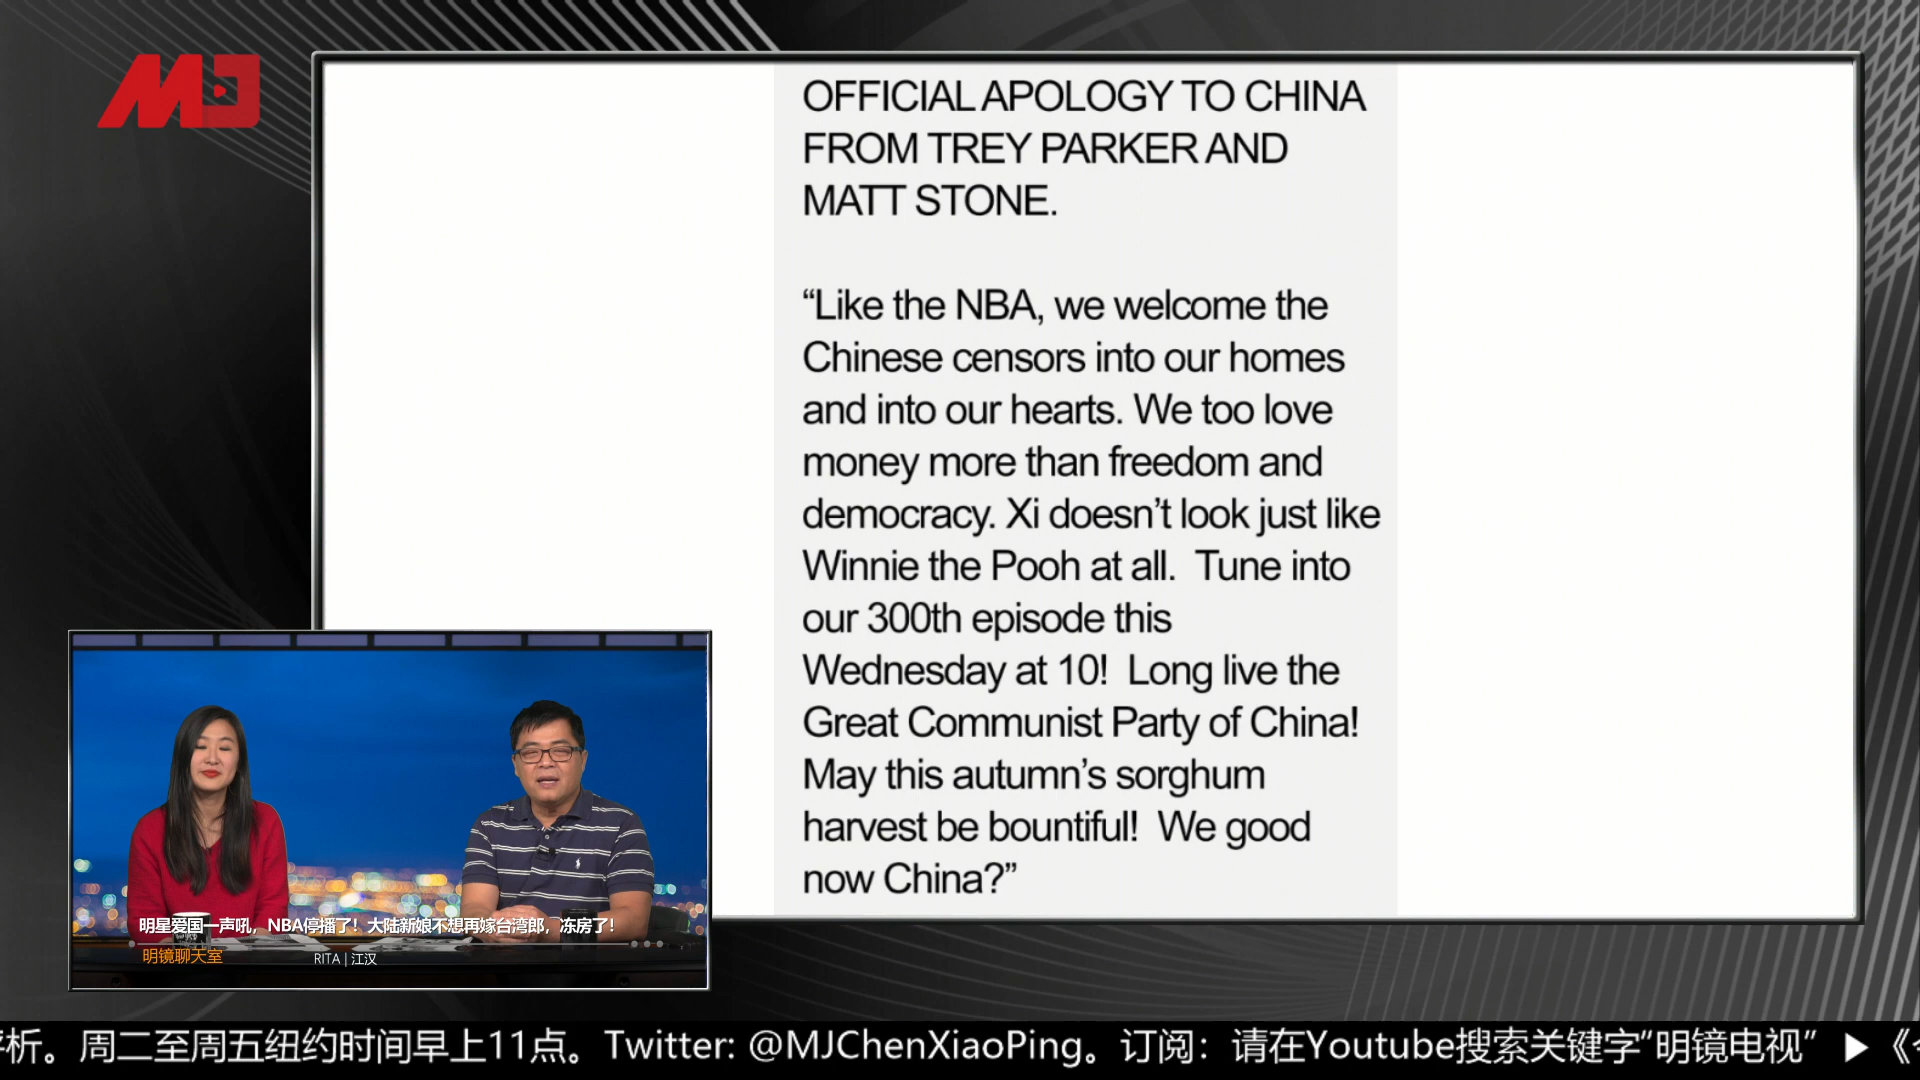 MJ
OFFICIAL APOLOGY TO CHINA
FROM TREY PARKER AND
MATT STONE.
“Like the NBA, we welcome the
Chinese censors into our homes
and into our hearts. We too love
money more than freedom and
democracy. Xi doesn’t look just like
Winnie the Pooh at all.  Tune into
our 300th episode this
Wednesday at 10!  Long live the
Great Communist Party of China!
May this autumn’s sorghum
harvest be bountiful!  We good
now China?”
明星爱国一声吼，NBA停播了！大陆新娘不想再嫁台湾郎，冻房了！
明镜聊天室
RITA | 江汉
析。周二至周五纽约时间早上11点。Twitter: @MJChenXiaoPing。订阅：请在Youtube搜索关键字“明镜电视” ▶《